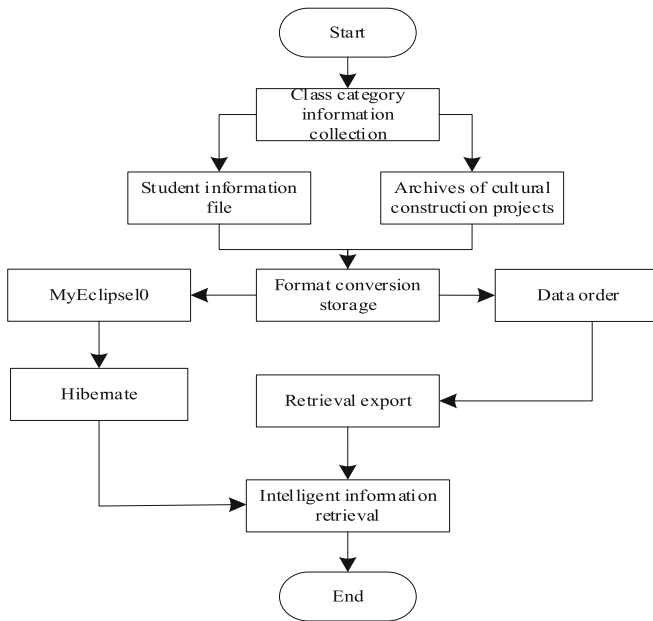 Start
Class category
information
collection
Student information
file
Archives of cultural
construction projects
MyEclipsel0
Format conversion
storage
Data order
Hibernate
Retrieval export
Intelligent information
retrieval
End